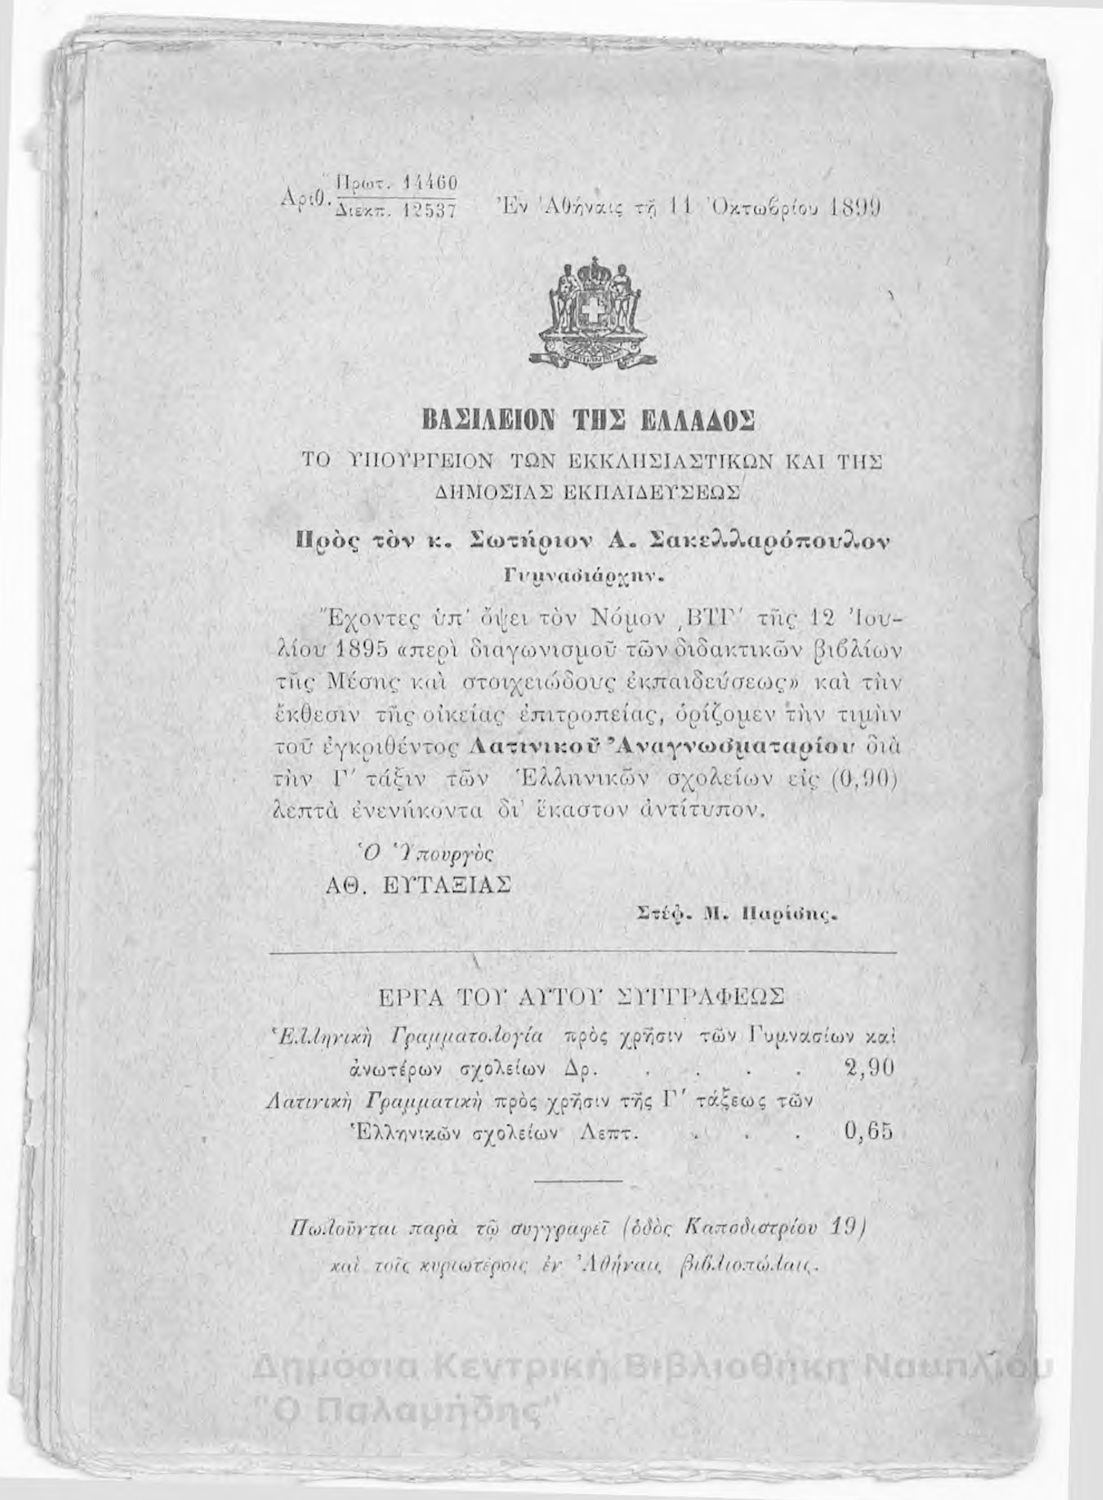 Ἀριθ. Πρωτ. 14460
Διεκπ. 12537
Ἐν Ἀθήναις τῇ 11 Ὀκτωβρίου 1899
ΒΑΣΙΛΕΙΟΝ ΤΗΣ ΕΛΛΑΔΟΣ
ΤΟ ΥΠΟΥΡΓΕΙΟΝ ΤΩΝ ΕΚΚΛΗΣΙΑΣΤΙΚΩΝ ΚΑΙ ΤΗΣ
ΔΗΜΟΣΙΑΣ ΕΚΠΑΙΔΕΥΣΕΩΣ
Πρὸς τὸν κ. Σωτήριον Α. Σακελλαρόπουλον
Γυμνασιάρχην.
Ἔχοντες ὑπ' ὄψει τὸν Νόμον ͵ΒΤΓ' τῆς 12 Ἰου-
λίου 1895 «περὶ διαγωνισμοῦ τῶν διδακτικῶν βιϐλίων
τῆς Μέσης καὶ στοιχειώδους ἐκπαιδεύσεως» καὶ τὴν
ἔκθεσιν τῆς οἰκείας ἐπιτροπείας, ὁρίζομεν τὴν τιμὴν
τοῦ ἐγκριθέντος Λατινικοῦ Ἀναγνωσματαρίου διὰ
τὴν Γ' τάξιν τῶν Ἑλληνικῶν σχολείων εἰς (0,90)
λεπτὰ ἐνενήκοντα δι' ἕκαστον ἀντίτυπον.
Ὁ Ὑπουργὸς
ΑΘ. ΕΥΤΑΞΙΑΣ
Στέφ. Μ. Παρίσης.
ΕΡΓΑ ΤΟΥ ΑΥΤΟΥ ΣΥΓΓΡΑΦΕΩΣ
Ἑλληνικὴ Γραμματολογία πρὸς χρῆσιν τῶν Γυμνασίων καὶ
ἀνωτέρων σχολείων Δρ. . . . . 2,90
Λατινικὴ Γραμματικὴ πρὸς χρῆσιν τῆς Γ' τάξεως τῶν
Ἑλληνικῶν σχολείων Λεπτ. . . . 0,65
Πωλοῦνται παρὰ τῷ συγγραφεῖ (ὁδὸς Καποδιστρίου 19)
καὶ τοῖς κυριωτέροις ἐν Ἀθήναις βιϐλιοπώλαις.
Δημόσια Κεντρική Βιβλιοθήκη Ναυπλίου
"Ο Παλαμήδης"